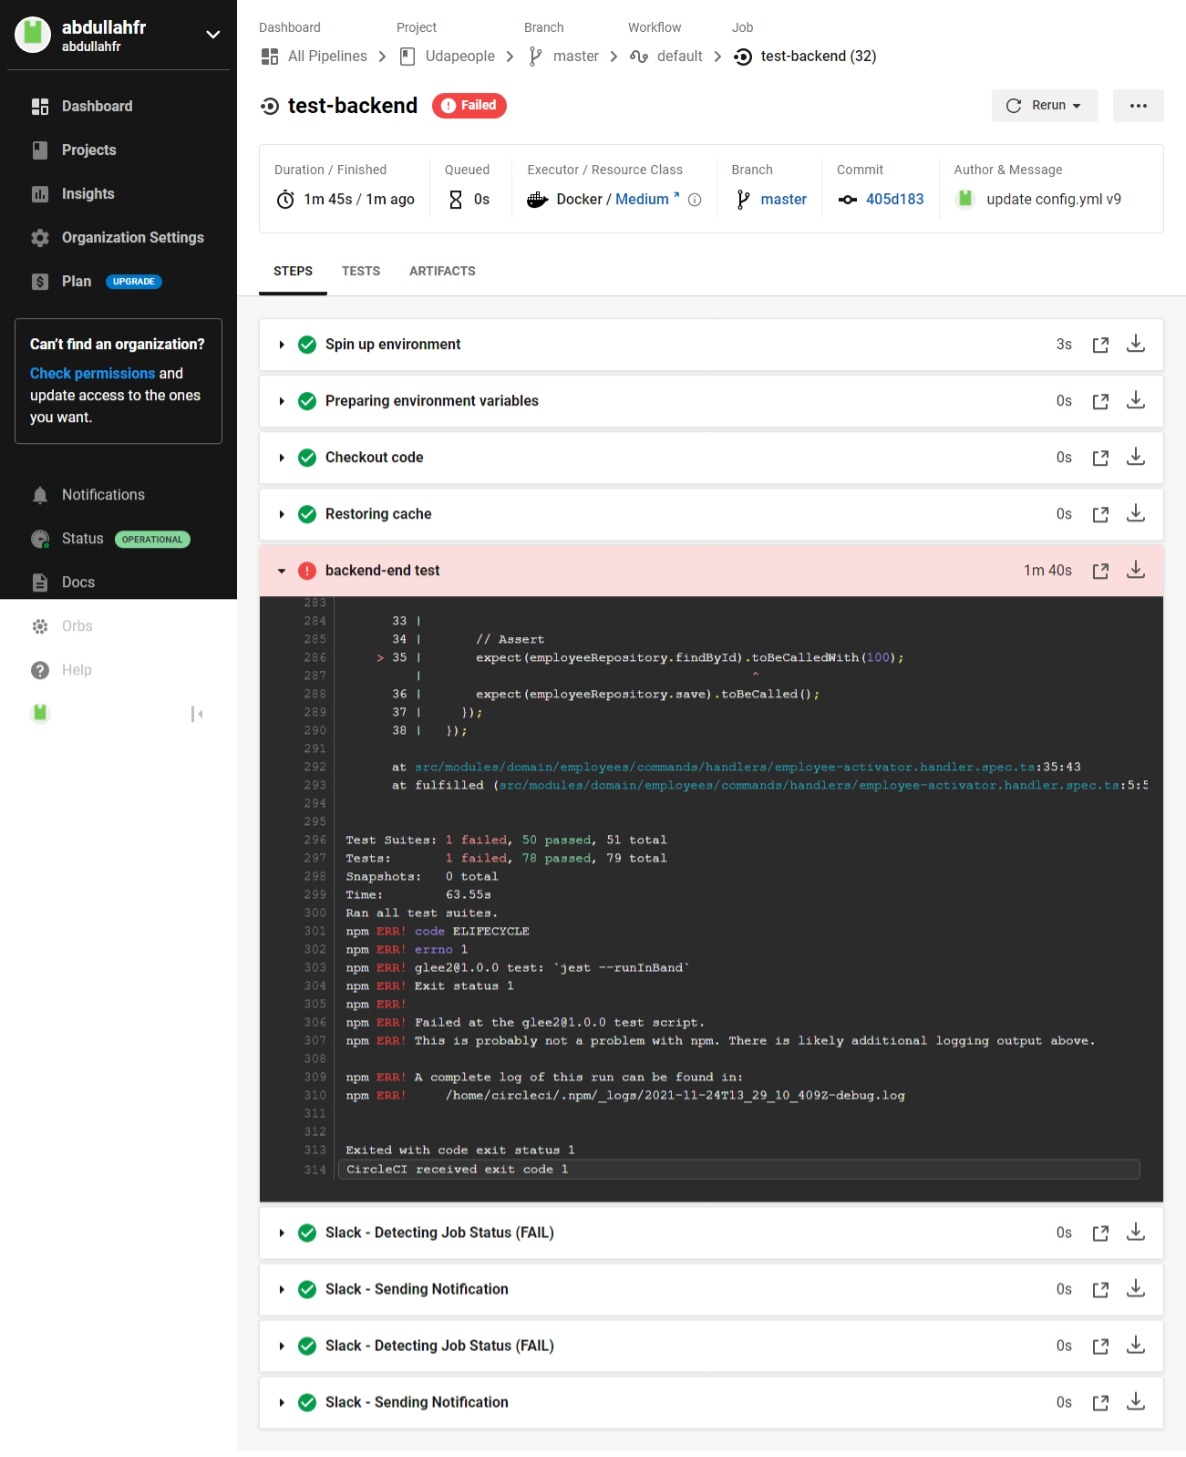 abdullahfr
abdullahfr
Dashboard
Projects
Insights
Organization Settings
Plan UPGRADE
Can't find an organization?
Check permissions and
update access to the ones
you want.
Notifications
Status OPERATIONAL
Docs
Orbs
Help
Dashboard Project Branch Workflow Job
All Pipelines Udapeople master default test-backend (32)
test-backend Failed Rerun
Duration / Finished Queued Executor / Resource Class Branch Commit Author & Message
1m 45s / 1m ago 0s Docker / Medium master 405d183 update config.yml v9
STEPS TESTS ARTIFACTS
Spin up environment 3s
Preparing environment variables 0s
Checkout code 0s
Restoring cache 0s
backend-end test 1m 40s
283
284 33 |
285 34 | // Assert
286 > 35 | expect(employeeRepository.findById).toBeCalledWith(100);
287 | ^
288 36 | expect(employeeRepository.save).toBeCalled();
289 37 | });
290 38 | });
291
292 at src/modules/domain/employees/commands/handlers/employee-activator.handler.spec.ts:35:43
293 at fulfilled (src/modules/domain/employees/commands/handlers/employee-activator.handler.spec.ts:5:5
294
295
296 Test Suites: 1 failed, 50 passed, 51 total
297 Tests: 1 failed, 78 passed, 79 total
298 Snapshots: 0 total
299 Time: 63.55s
300 Ran all test suites.
301 npm ERR! code ELIFECYCLE
302 npm ERR! errno 1
303 npm ERR! glee2@1.0.0 test: `jest --runInBand`
304 npm ERR! Exit status 1
305 npm ERR!
306 npm ERR! Failed at the glee2@1.0.0 test script.
307 npm ERR! This is probably not a problem with npm. There is likely additional logging output above.
308
309 npm ERR! A complete log of this run can be found in:
310 npm ERR! /home/circleci/.npm/_logs/2021-11-24T13_29_10_409Z-debug.log
311
312
313 Exited with code exit status 1
314 CircleCI received exit code 1
Slack - Detecting Job Status (FAIL) 0s
Slack - Sending Notification 0s
Slack - Detecting Job Status (FAIL) 0s
Slack - Sending Notification 0s